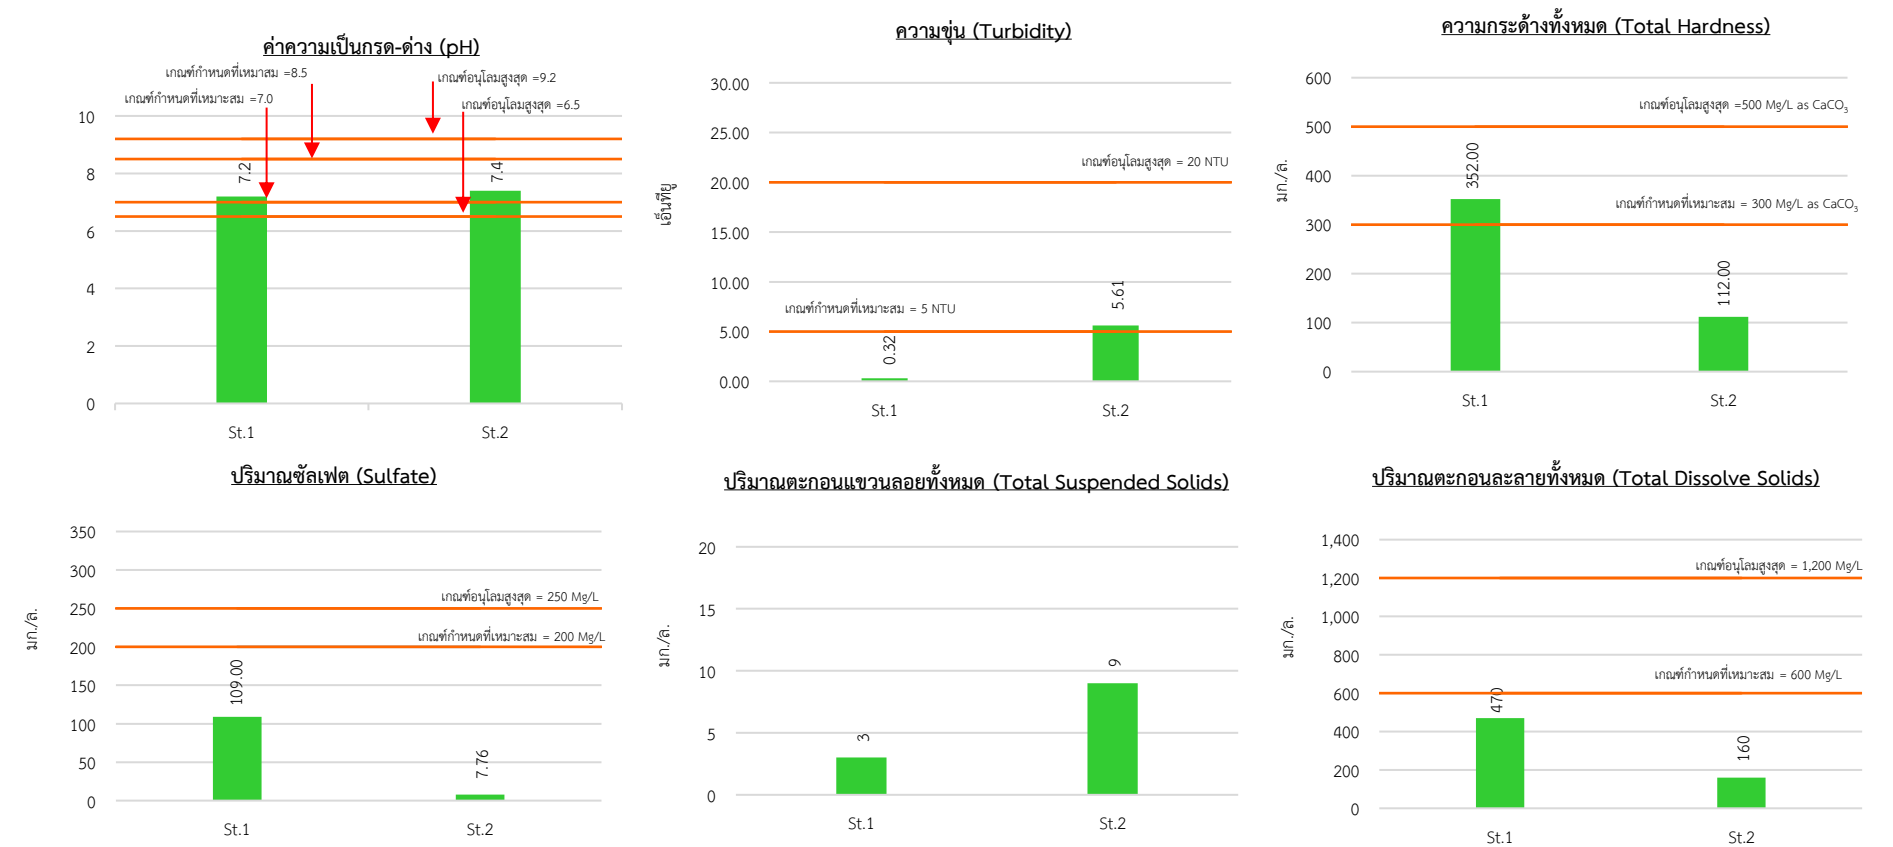 ค่าความเป็นกรด-ด่าง (pH)
เกณฑ์กำหนดที่เหมาสม =8.5
เกณฑ์อนุโลมสูงสุด =9.2
เกณฑ์กำหนดที่เหมาะสม =7.0
เกณฑ์อนุโลมสูงสุด =6.5
10
8
6
4
2
0
7.2
7.4
St.1
St.2
ความขุ่น (Turbidity)
เอ็นทียู
30.00
25.00
20.00
15.00
10.00
5.00
0.00
เกณฑ์อนุโลมสูงสุด = 20 NTU
เกณฑ์กำหนดที่เหมาะสม = 5 NTU
0.32
5.61
St.1
St.2
ความกระด้างทั้งหมด (Total Hardness)
มก./ล.
600
500
400
300
200
100
0
เกณฑ์อนุโลมสูงสุด =500 Mg/L as CaCO₃
เกณฑ์กำหนดที่เหมาะสม = 300 Mg/L as CaCO₃
352.00
112.00
St.1
St.2
ปริมาณซัลเฟต (Sulfate)
มก./ล.
350
300
250
200
150
100
50
0
เกณฑ์อนุโลมสูงสุด = 250 Mg/L
เกณฑ์กำหนดที่เหมาะสม = 200 Mg/L
109.00
7.76
St.1
St.2
ปริมาณตะกอนแขวนลอยทั้งหมด (Total Suspended Solids)
มก./ล.
20
15
10
5
0
3
9
St.1
St.2
ปริมาณตะกอนละลายทั้งหมด (Total Dissolve Solids)
มก./ล.
1,400
1,200
1,000
800
600
400
200
0
เกณฑ์อนุโลมสูงสุด = 1,200 Mg/L
เกณฑ์กำหนดที่เหมาะสม = 600 Mg/L
470
160
St.1
St.2